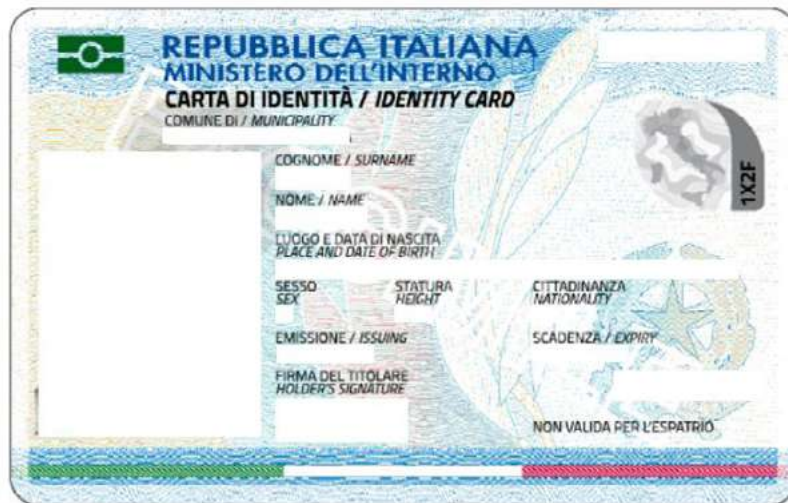 REPUBBLICA ITALIANA
MINISTERO DELL'INTERNO
CARTA DI IDENTITÀ / IDENTITY CARD
COMUNE DI / MUNICIPALITY
COGNOME / SURNAME
NOME / NAME
LUOGO E DATA DI NASCITA
PLACE AND DATE OF BIRTH
SESSO STATURA CITTADINANZA
SEX HEIGHT NATIONALITY
EMISSIONE / ISSUING SCADENZA / EXPIRY
FIRMA DEL TITOLARE
HOLDER'S SIGNATURE
NON VALIDA PER L'ESPATRIO
1X2F